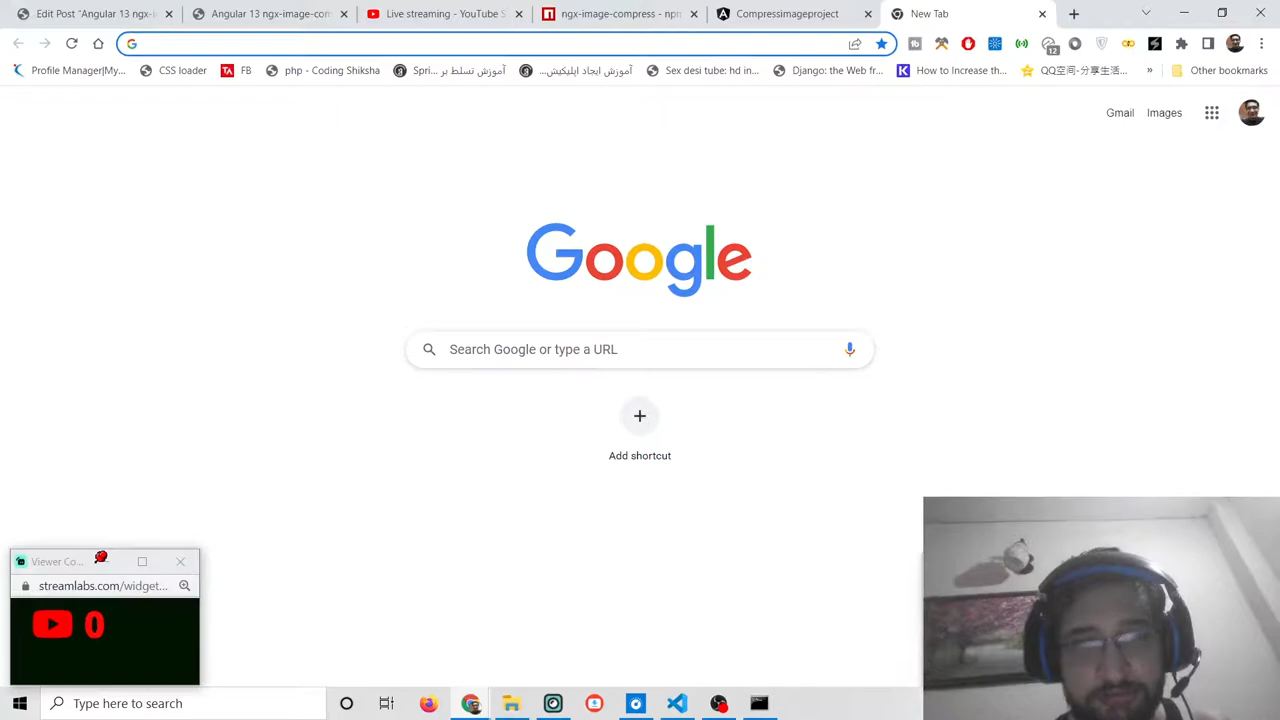 Edit Post "Angular 13 ngx-i
Angular 13 ngx-image-com
Live streaming - YouTube S
ngx-image-compress - npm
Compressimageproject
New Tab
12
Profile Manager|My...
CSS loader
TA FB
php - Coding Shiksha
آموزش تسلط بر Spri...
آموزش ایجاد اپلیکیش...
Sex desi tube: hd in...
Django: the Web fr...
K How to Increase th...
QQ空间-分享生活...
»
Other bookmarks
Gmail
Images
Google
Search Google or type a URL
Add shortcut
Viewer Co...
streamlabs.com/widget...
0
Type here to search